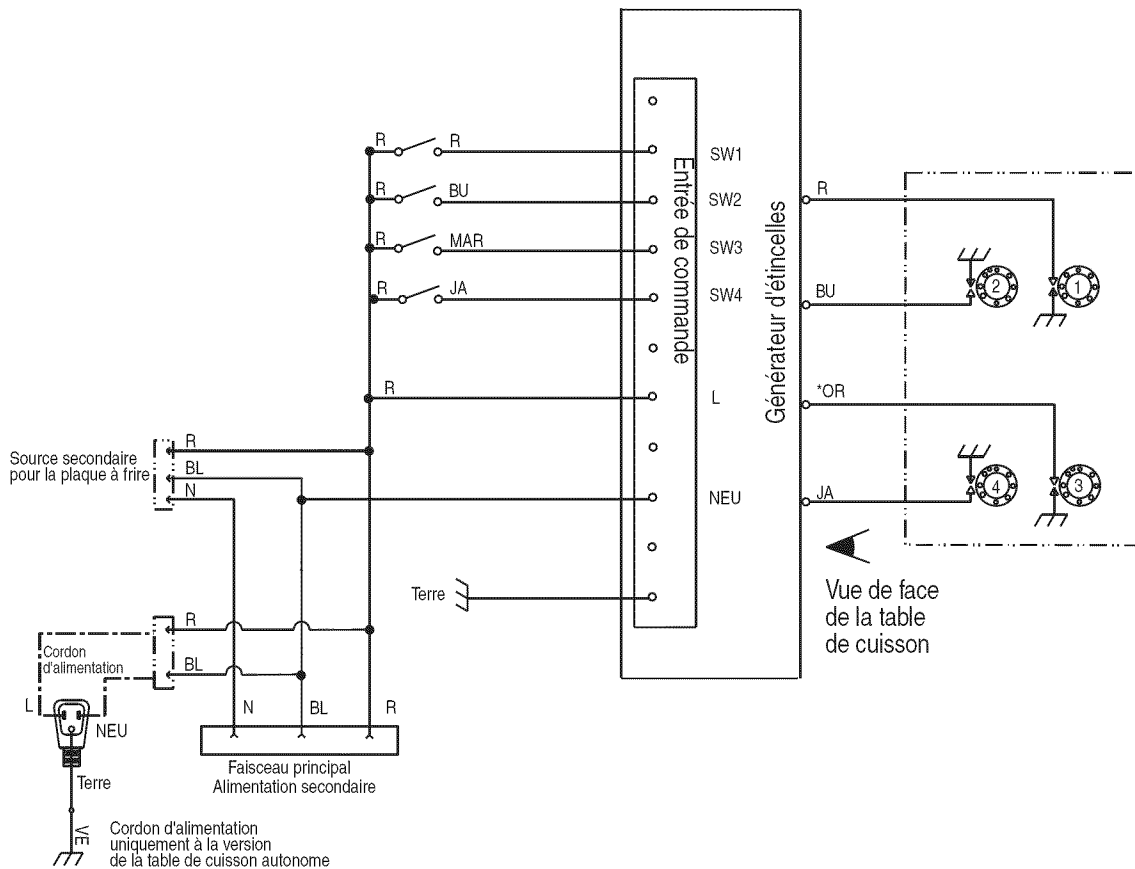 R
R
SW1
R
BU
SW2
R
MAR
SW3
R
JA
SW4
Entrée de commande
Générateur d'étincelles
R
L
R
BU
*OR
JA
2
1
4
3
Source secondaire
pour la plaque à frire
R
BL
N
NEU
Terre
Vue de face
de la table
de cuisson
R
BL
Cordon
d'alimentation
L
NEU
Terre
VE
N
BL
R
Faisceau principal
Alimentation secondaire
Cordon d'alimentation
uniquement à la version
de la table de cuisson autonome